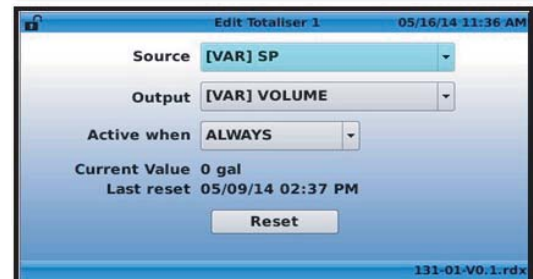 Edit Totaliser 1 05/16/14 11:36 AM
Source [VAR] SP
Output [VAR] VOLUME
Active when ALWAYS
Current Value 0 gal
Last reset 05/09/14 02:37 PM
Reset
131-01-V0.1.rdx